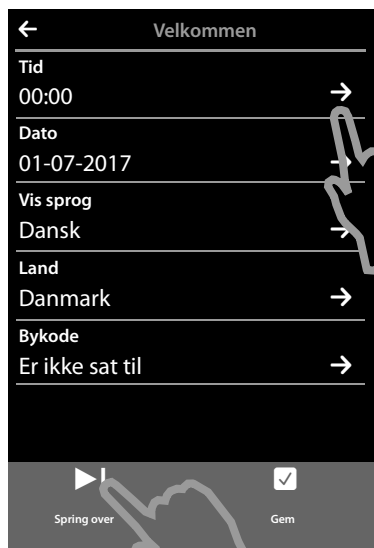 Velkommen
Tid
00:00
Dato
01-07-2017
Vis sprog
Dansk
Land
Danmark
Bykode
Er ikke sat til
Spring over
Gem